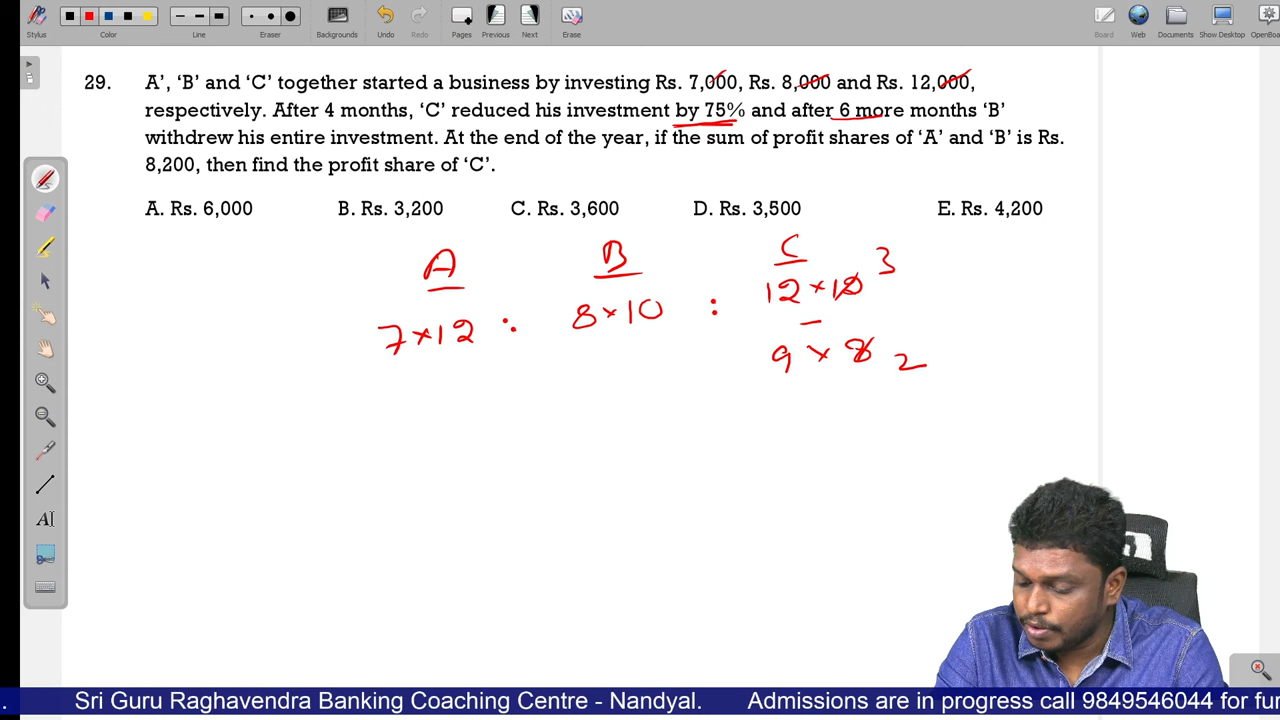 Stylus Color Line Eraser Backgrounds Undo Redo Pages Previous Next Erase Board Web Documents Show Desktop OpenBoa
29. A', 'B' and 'C' together started a business by investing Rs. 7,000, Rs. 8,000 and Rs. 12,000,
respectively. After 4 months, 'C' reduced his investment by 75% and after 6 more months 'B'
withdrew his entire investment. At the end of the year, if the sum of profit shares of 'A' and 'B' is Rs.
8,200, then find the profit share of 'C'.
A. Rs. 6,000 B. Rs. 3,200 C. Rs. 3,600 D. Rs. 3,500 E. Rs. 4,200
A B C
7×12 : 8×10 : 12×12 3
–
9 × 8 2
. Sri Guru Raghavendra Banking Coaching Centre - Nandyal. Admissions are in progress call 9849546044 for fur